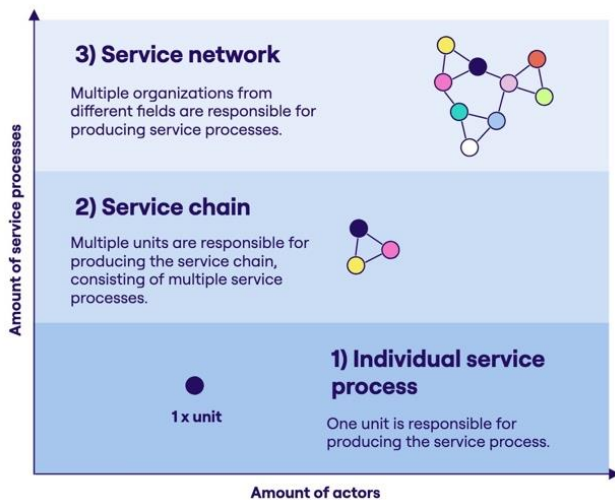 Amount of service processes
3) Service network
Multiple organizations from
different fields are responsible for
producing service processes.
2) Service chain
Multiple units are responsible for
producing the service chain,
consisting of multiple service
processes.
1) Individual service
process
One unit is responsible for
producing the service process.
1 x unit
Amount of actors